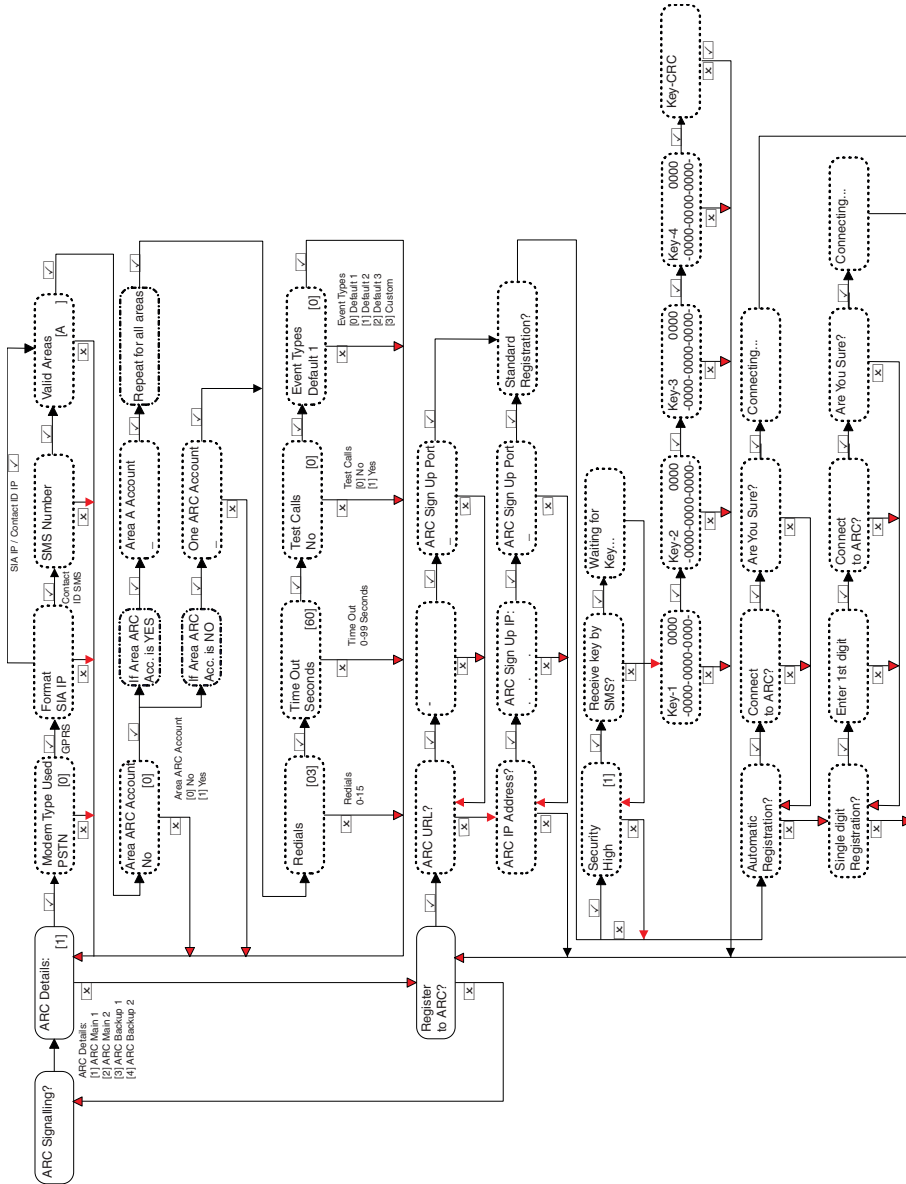 ARC Signalling?
ARC Details:
[1]
ARC Details:
[1] ARC Main 1
[2] ARC Main 2
[3] ARC Backup 1
[4] ARC Backup 2
Modem Type Used
PSTN [0]
GPRS
Format
SIA IP
Contact
ID SMS
SIA IP / Contact ID IP
SMS Number
Valid Areas
[A ]
Area ARC Account
No [0]
Area ARC Account
[0] No
[1] Yes
If Area ARC
Acc. is YES
Area A Account
_
Repeat for all areas
If Area ARC
Acc. is NO
One ARC Account
_
Redials
[03]
Redials
0-15
Time Out [60]
Seconds
Time Out
0-99 Seconds
Test Calls
No [0]
Test Calls
[0] No
[1] Yes
Event Types
Default 1 [0]
Event Types
[0] Default 1
[1] Default 2
[2] Default 3
[3] Custom
Register
to ARC?
ARC URL?
-
ARC Sign Up Port
_
ARC IP Address?
ARC Sign Up IP:
. . .
ARC Sign Up Port
_
Standard
Registration?
Security
High [1]
Receive key by
SMS?
Waiting for
Key...
Key-1 0000
-0000-0000-0000-
Key-2 0000
-0000-0000-0000-
Key-3 0000
-0000-0000-0000-
Key-4 0000
-0000-0000-0000-
Key-CRC
Automatic
Registration?
Connect
to ARC?
Are You Sure?
Connecting...
Single digit
Registration?
Enter 1st digit
Connect
to ARC?
Are You Sure?
Connecting...